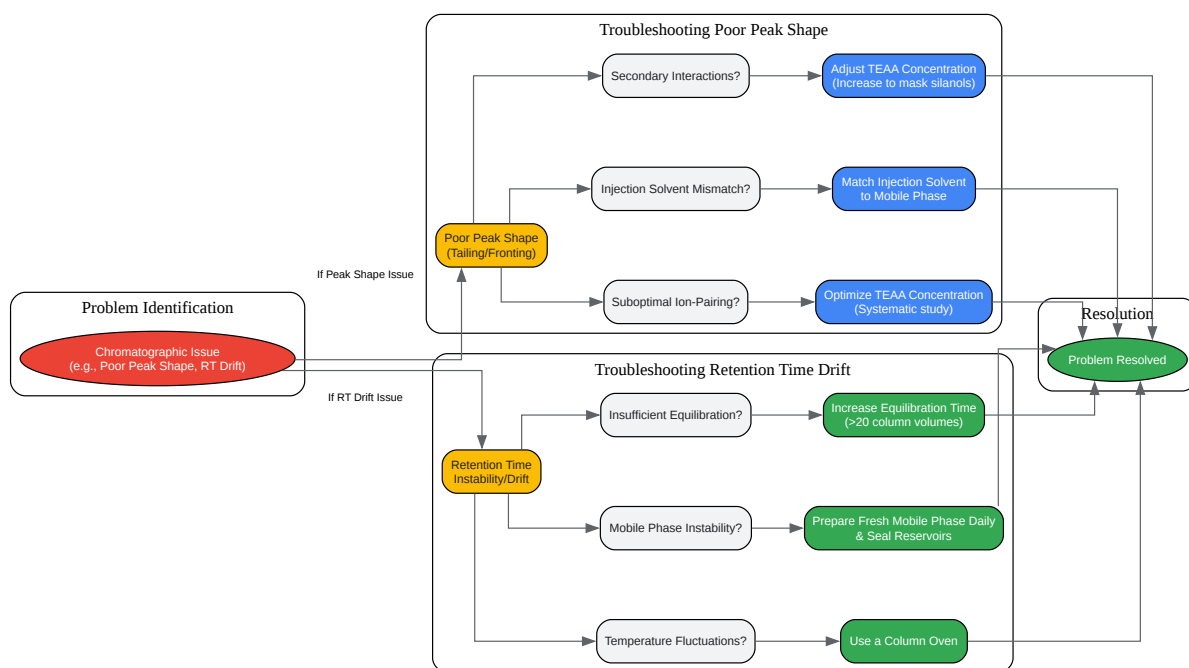 Troubleshooting Poor Peak Shape
Secondary Interactions?
Adjust TEAA Concentration
(Increase to mask silanols)
Injection Solvent Mismatch?
Match Injection Solvent
to Mobile Phase
Poor Peak Shape
(Tailing/Fronting)
Suboptimal Ion-Pairing?
Optimize TEAA Concentration
(Systematic study)
If Peak Shape Issue
Problem Identification
Chromatographic Issue
(e.g., Poor Peak Shape, RT Drift)
If RT Drift Issue
Troubleshooting Retention Time Drift
Insufficient Equilibration?
Increase Equilibration Time
(>20 column volumes)
Retention Time
Instability/Drift
Mobile Phase Instability?
Prepare Fresh Mobile Phase Daily
& Seal Reservoirs
Temperature Fluctuations?
Use a Column Oven
Resolution
Problem Resolved